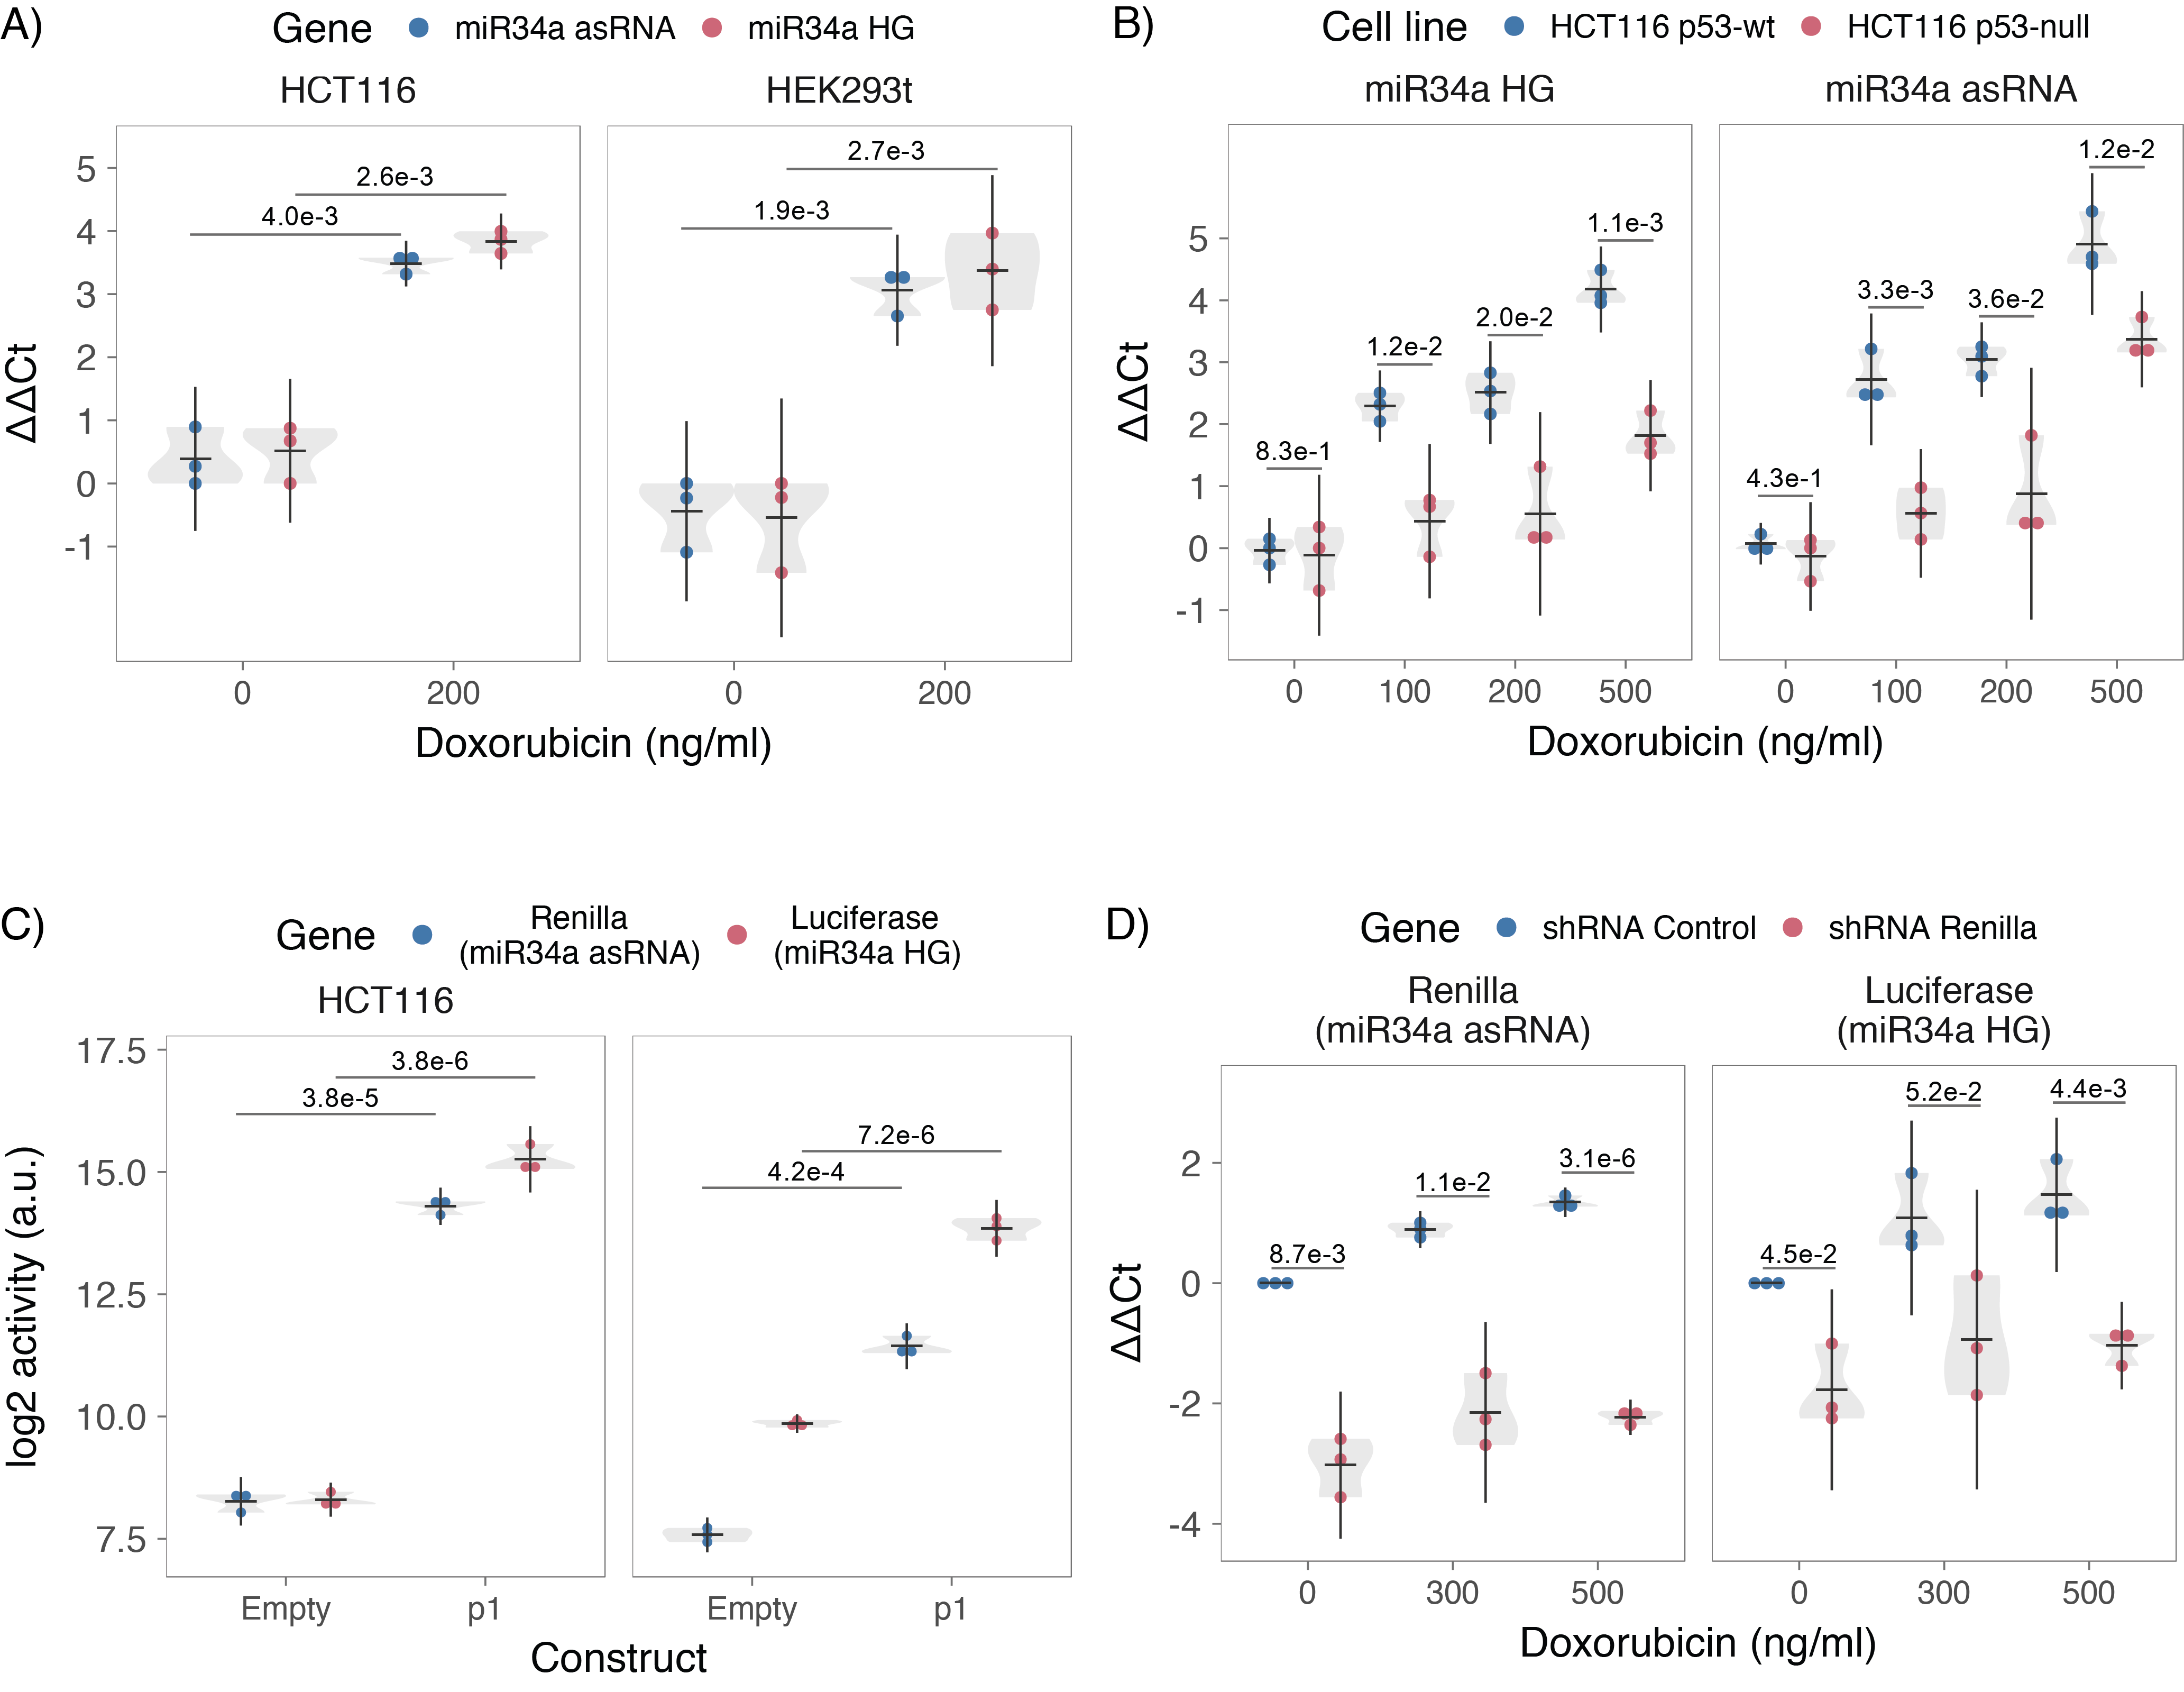 A)
Gene miR34a asRNA miR34a HG
HCT116 HEK293t
2.6e-3
4.0e-3
2.7e-3
1.9e-3
5
4
3
2
1
0
-1
ΔΔCt
0 200 0 200
Doxorubicin (ng/ml)
B)
Cell line HCT116 p53-wt HCT116 p53-null
miR34a HG miR34a asRNA
8.3e-1
1.2e-2
2.0e-2
1.1e-3
4.3e-1
3.3e-3
3.6e-2
1.2e-2
5
4
3
2
1
0
-1
ΔΔCt
0 100 200 500 0 100 200 500
Doxorubicin (ng/ml)
C)
Gene Renilla (miR34a asRNA) Luciferase (miR34a HG)
HCT116
3.8e-6
3.8e-5
7.2e-6
4.2e-4
17.5
15.0
12.5
10.0
7.5
log2 activity (a.u.)
Empty p1 Empty p1
Construct
D)
Gene shRNA Control shRNA Renilla
Renilla Luciferase
(miR34a asRNA) (miR34a HG)
8.7e-3
1.1e-2
3.1e-6
4.5e-2
5.2e-2
4.4e-3
2
0
-2
-4
ΔΔCt
0 300 500 0 300 500
Doxorubicin (ng/ml)